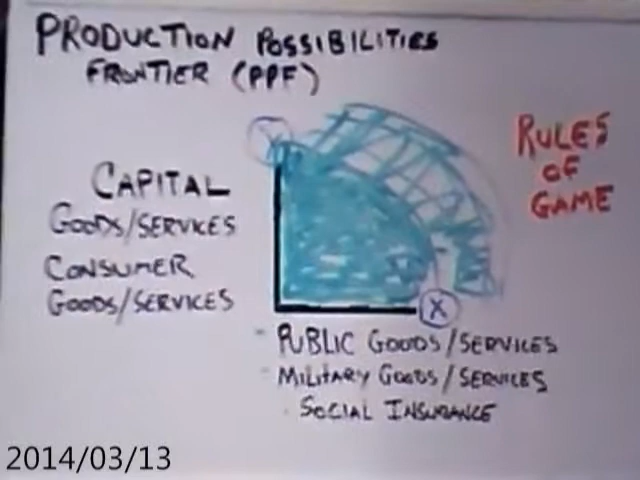 PRODUCTION POSSIBILITIES
FRONTIER (PPF)
RULES
OF
GAME
Y
CAPITAL
GOODS/SERVICES
CONSUMER
GOODS/SERVICES
X
PUBLIC GOODS/SERVICES
MILITARY GOODS/SERVICES
SOCIAL INSURANCE
2014/03/13